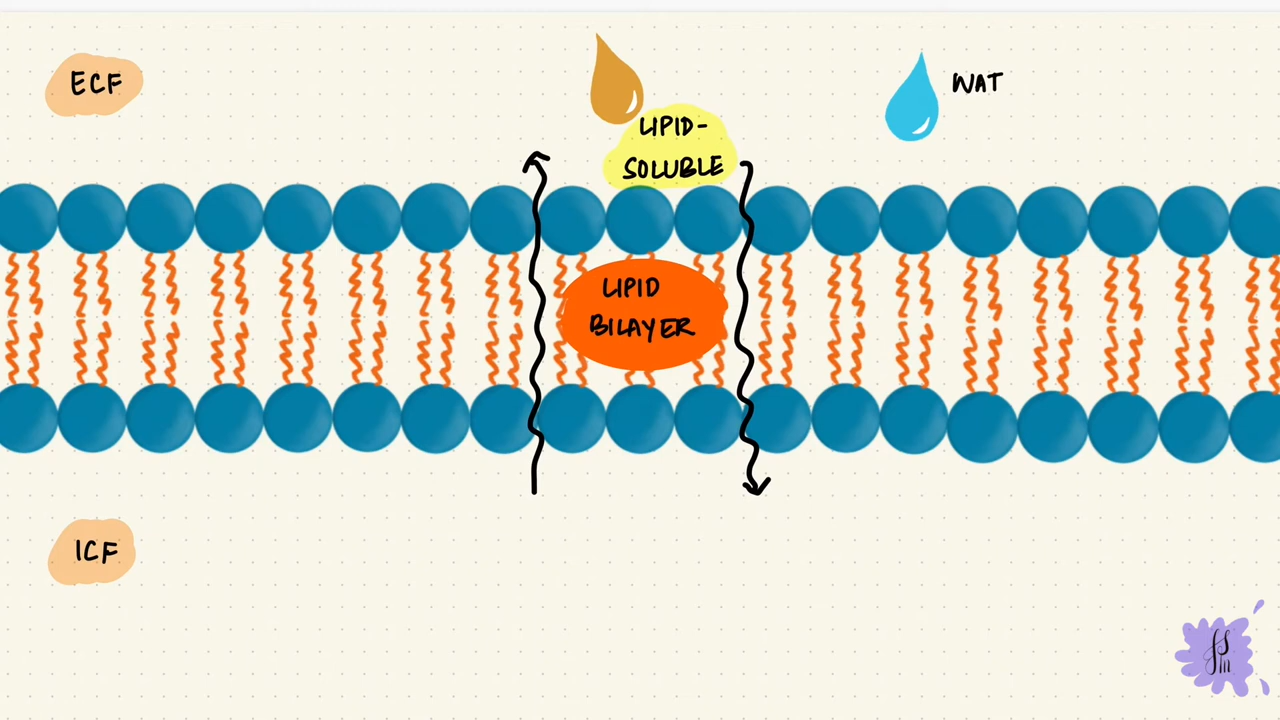 ECF
LIPID-
SOLUBLE
WAT
LIPID
BILAYER
ICF